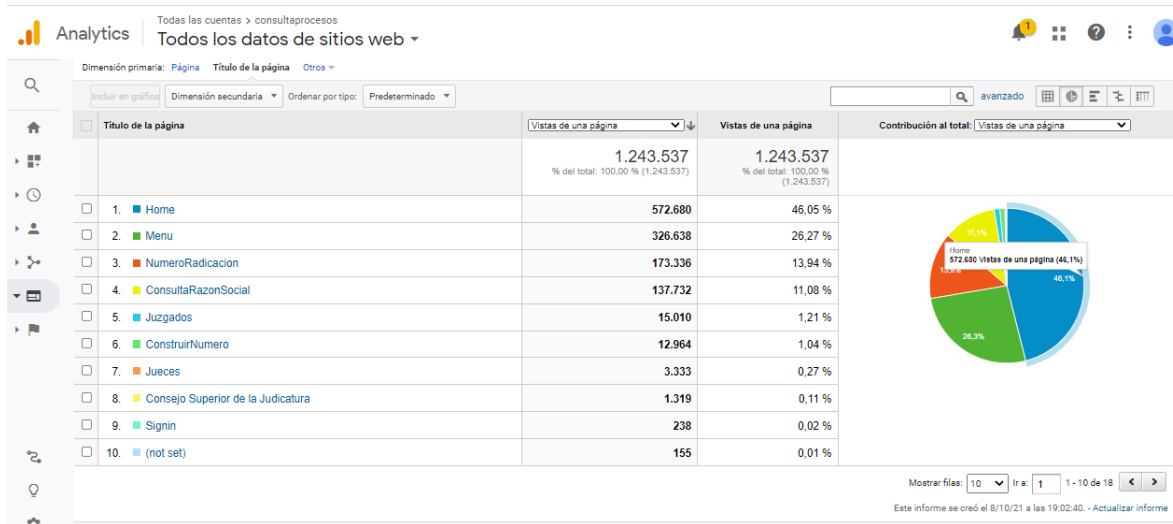 Analytics
Todas las cuentas > consultaprocesos
Todos los datos de sitios web
1
Dimensión primaria: Página Título de la página Otros
Incluir en gráfico Dimensión secundaria Ordenar por tipo: Predeterminado
avanzado
Título de la página Vistas de una página Vistas de una página Contribución al total: Vistas de una página
1.243.537 1.243.537
% del total: 100,00 % (1.243.537) % del total: 100,00 %
(1.243.537)
1. Home 572.680 46,05 %
2. Menu 326.638 26,27 %
3. NumeroRadicacion 173.336 13,94 %
4. ConsultaRazonSocial 137.732 11,08 %
5. Juzgados 15.010 1,21 %
6. ConstruirNumero 12.964 1,04 %
7. Jueces 3.333 0,27 %
8. Consejo Superior de la Judicatura 1.319 0,11 %
9. Signin 238 0,02 %
10. (not set) 155 0,01 %
11,1%
Home
572.680 Vistas de una página (46,1%)
13,9%
46,1%
26,3%
Mostrar filas: 10 Ir a: 1 1 - 10 de 18
Este informe se creó el 8/10/21 a las 19:02:40. - Actualizar informe